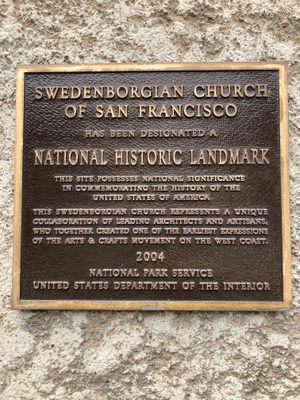 SWEDENBORGIAN CHURCH
OF SAN FRANCISCO
HAS BEEN DESIGNATED A
NATIONAL HISTORIC LANDMARK
THIS SITE POSSESSES NATIONAL SIGNIFICANCE
IN COMMEMORATING THE HISTORY OF THE
UNITED STATES OF AMERICA
THIS SWEDENBORGIAN CHURCH REPRESENTS A UNIQUE
COLLABORATION OF LEADING ARCHITECTS AND ARTISANS,
WHO TOGETHER CREATED ONE OF THE EARLIEST EXPRESSIONS
OF THE ARTS & CRAFTS MOVEMENT ON THE WEST COAST.
2004
NATIONAL PARK SERVICE
UNITED STATES DEPARTMENT OF THE INTERIOR